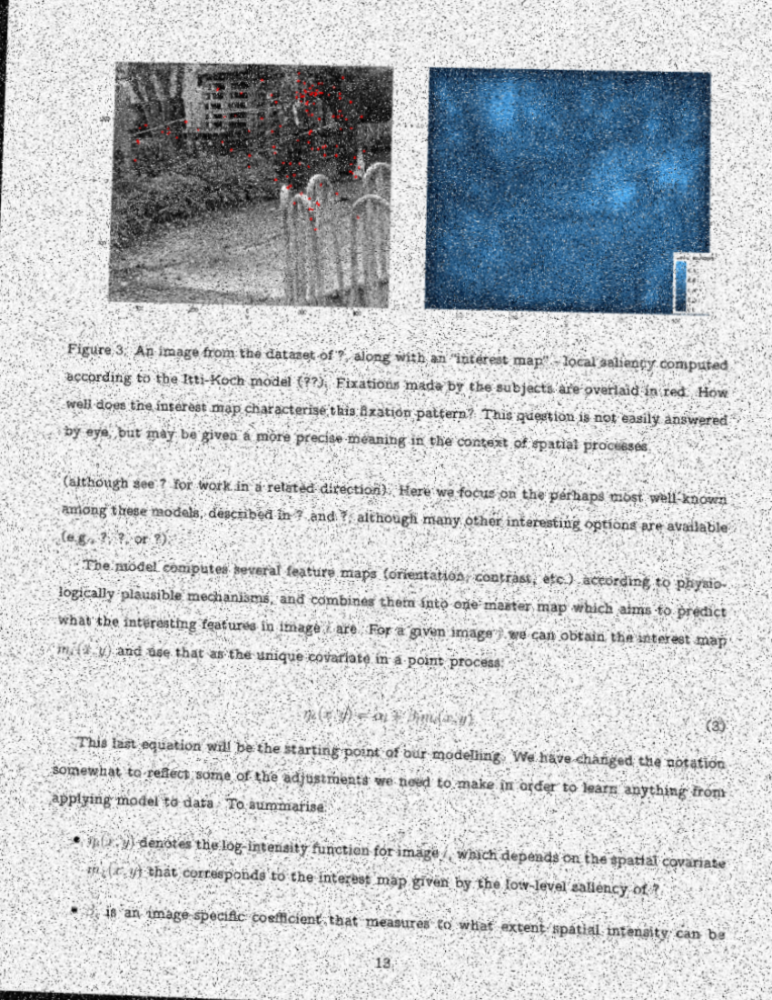 Figure 3: An image from the dataset of ?, along with an "interest map" - local saliency computed
according to the Itti-Koch model (??). Fixations made by the subjects are overlaid in red. How
well does the interest map characterise this fixation pattern? This question is not easily answered
by eye, but may be given a more precise meaning in the context of spatial processes.
(although see ? for work in a related direction). Here we focus on the perhaps most well-known
among these models, described in ? and ?, although many other interesting options are available
(e.g., ?, ?, or ?).
The model computes several feature maps (orientation, contrast, etc.) according to physio-
logically plausible mechanisms, and combines them into one master map which aims to predict
what the interesting features in image i are. For a given image i we can obtain the interest map
m_i(x, y) and use that as the unique covariate in a point process:
η_i(x, y) = α_i + β_i m_i(x, y)
(3)
This last equation will be the starting point of our modelling. We have changed the notation
somewhat to reflect some of the adjustments we need to make in order to learn anything from
applying model to data. To summarise:
• η_i(x, y) denotes the log-intensity function for image i, which depends on the spatial covariate
m_i(x, y) that corresponds to the interest map given by the low-level saliency of ?
• β_i is an image-specific coefficient that measures to what extent spatial intensity can be
13